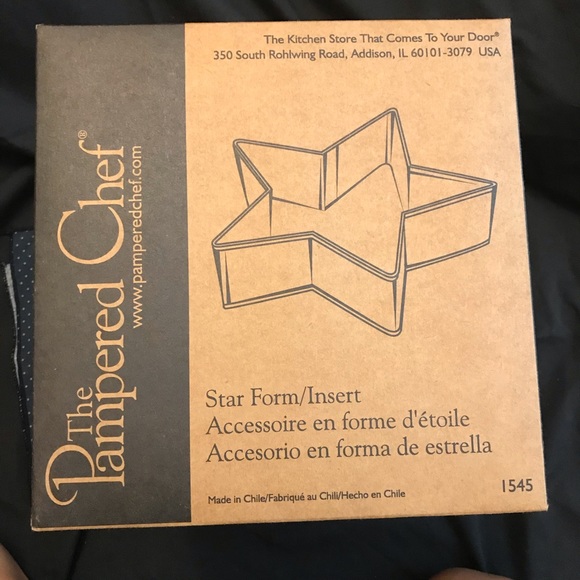 The Kitchen Store That Comes To Your Door®
350 South Rohlwing Road, Addison, IL 60101-3079 USA
The
Pampered Chef®
www.pamperedchef.com
Star Form/Insert
Accessoire en forme d'étoile
Accesorio en forma de estrella
Made in Chile/Fabriqué au Chili/Hecho en Chile
1545